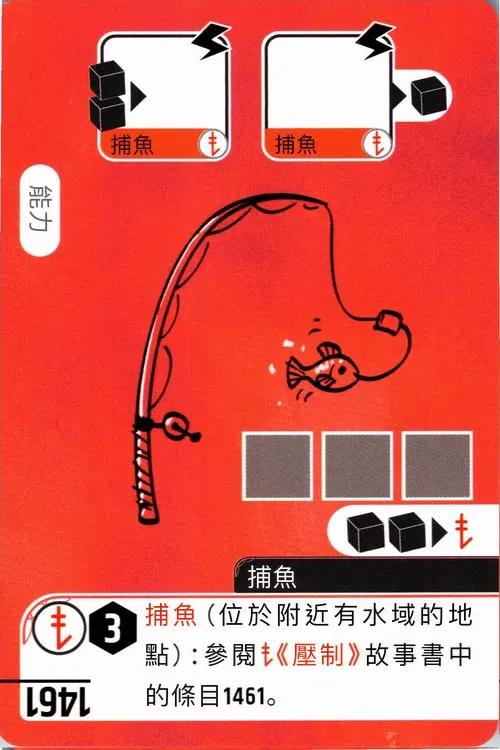 捕魚
捕魚
能力
捕魚
3
捕魚（位於附近有水域的地
點）：參閱《壓制》故事書中
的條目1461。
1461